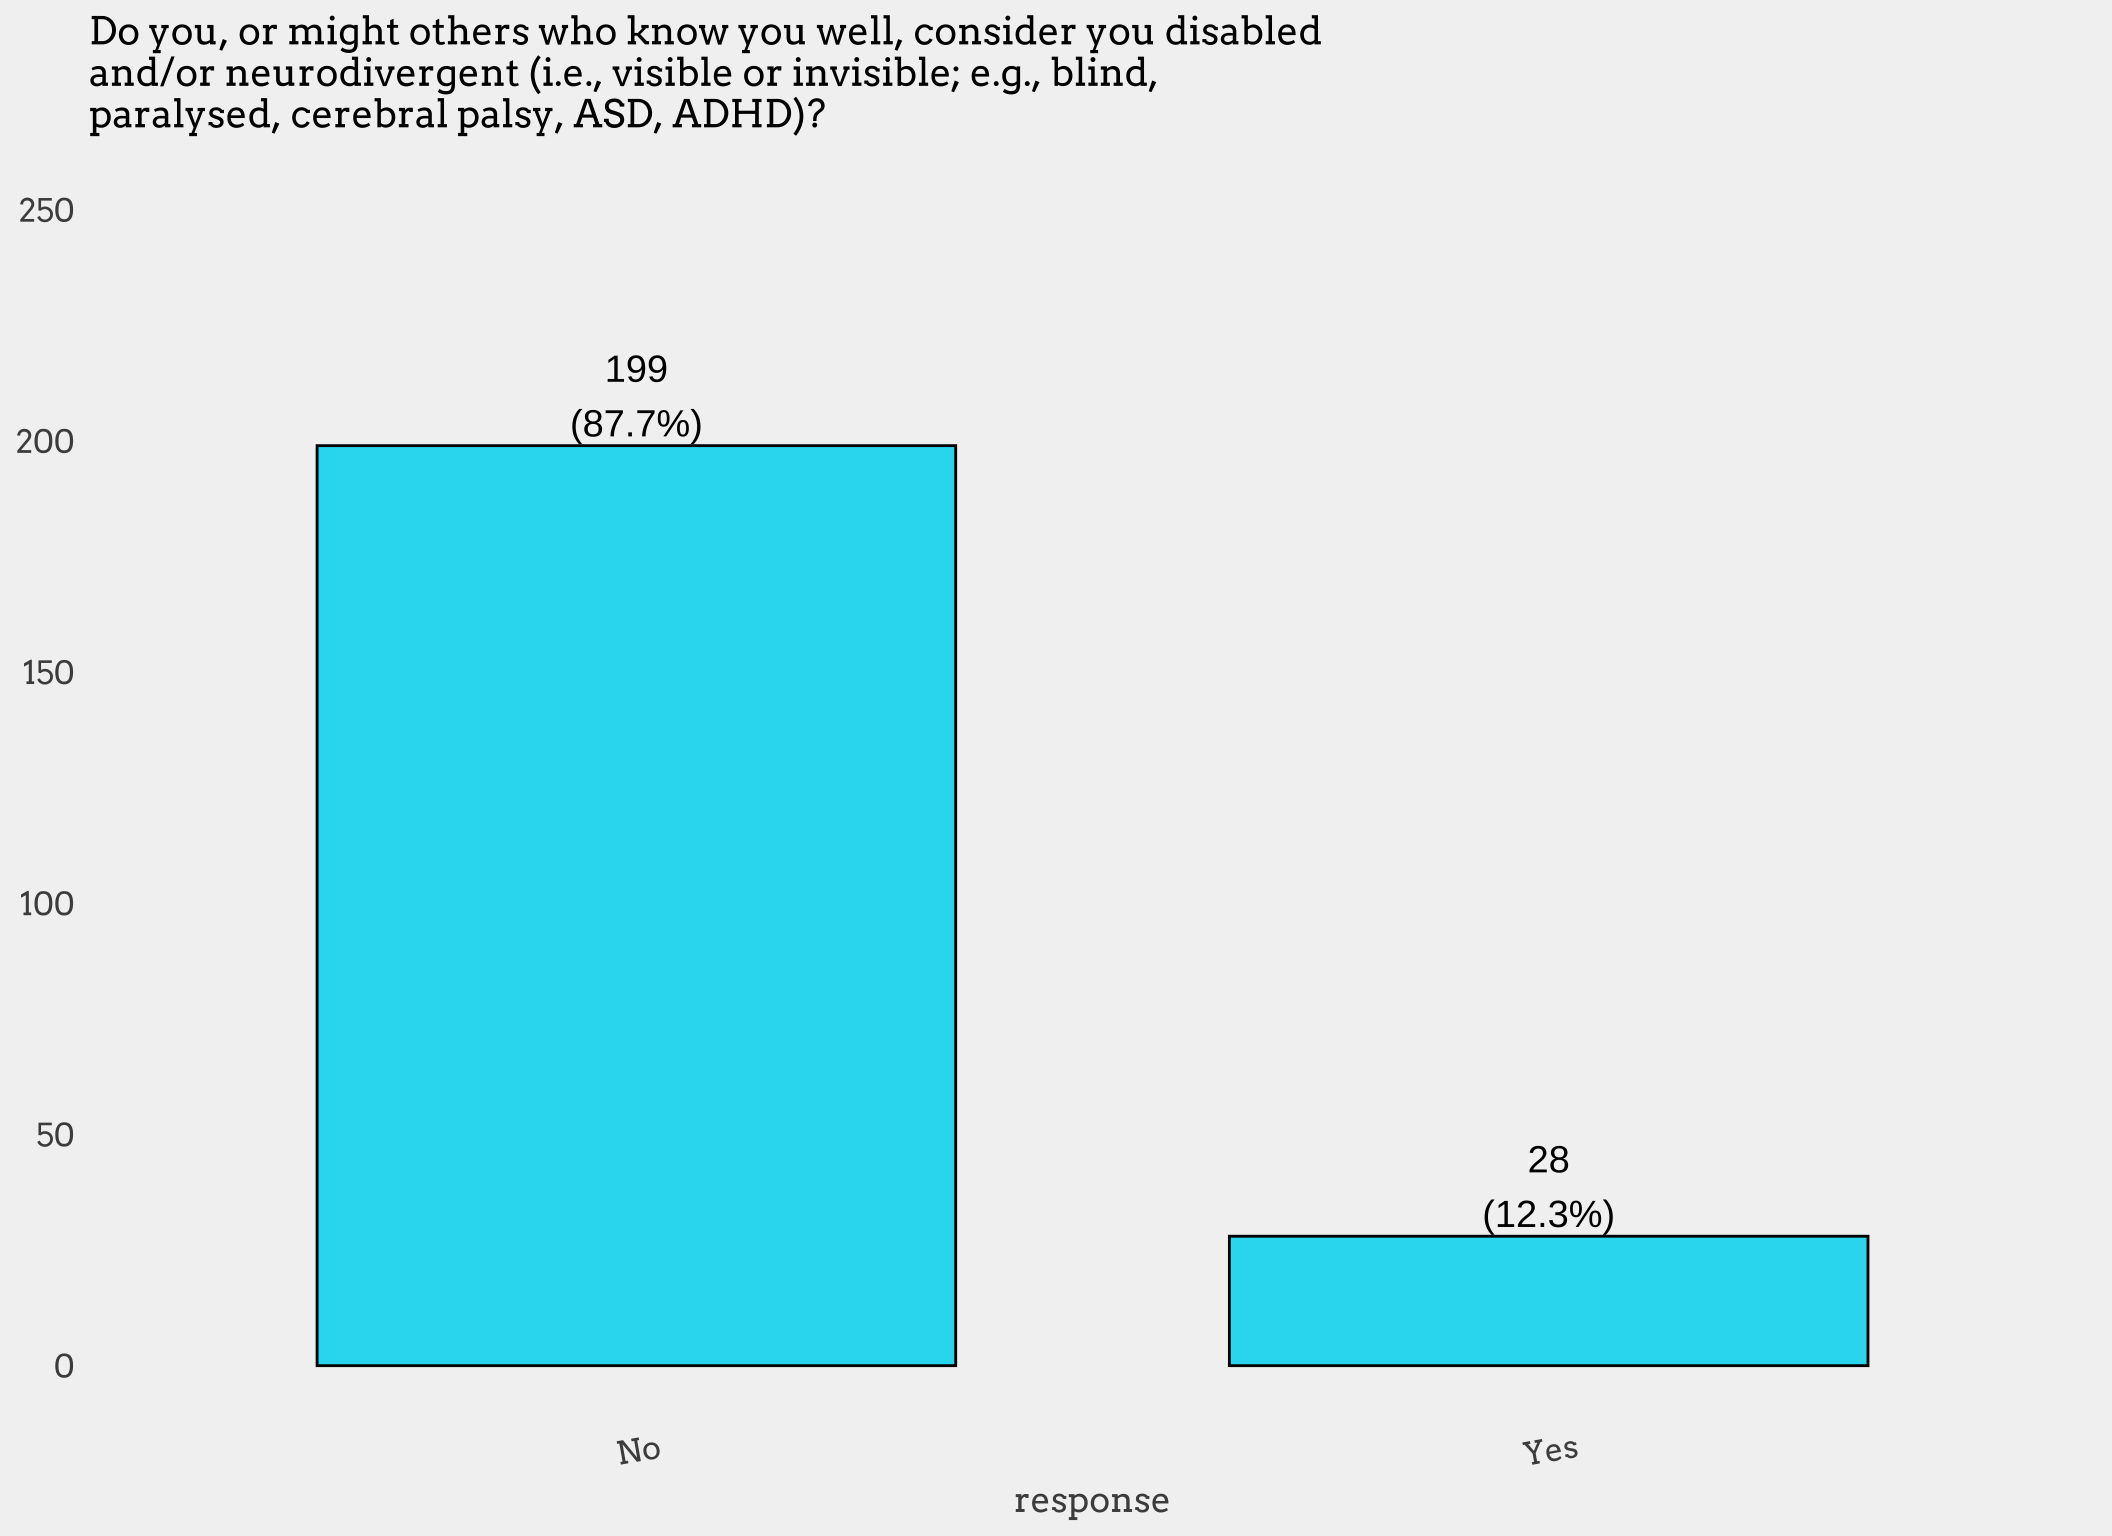 Do you, or might others who know you well, consider you disabled
and/or neurodivergent (i.e., visible or invisible; e.g., blind,
paralysed, cerebral palsy, ASD, ADHD)?
250
200
150
100
50
0
199
(87.7%)
28
(12.3%)
No
Yes
response